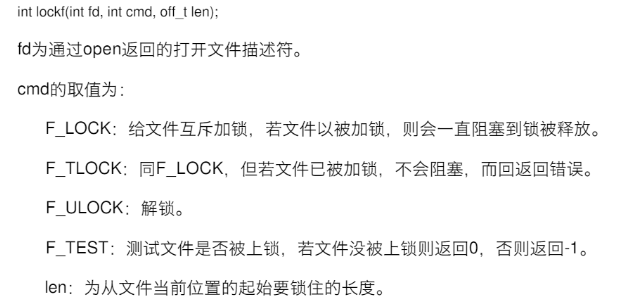 int lockf(int fd, int cmd, off_t len);
fd为通过open返回的打开文件描述符。
cmd的取值为：
F_LOCK：给文件互斥加锁，若文件以被加锁，则会一直阻塞到锁被释放。
F_TLOCK：同F_LOCK，但若文件已被加锁，不会阻塞，而回返回错误。
F_ULOCK：解锁。
F_TEST：测试文件是否被上锁，若文件没被上锁则返回0，否则返回-1。
len：为从文件当前位置的起始要锁住的长度。